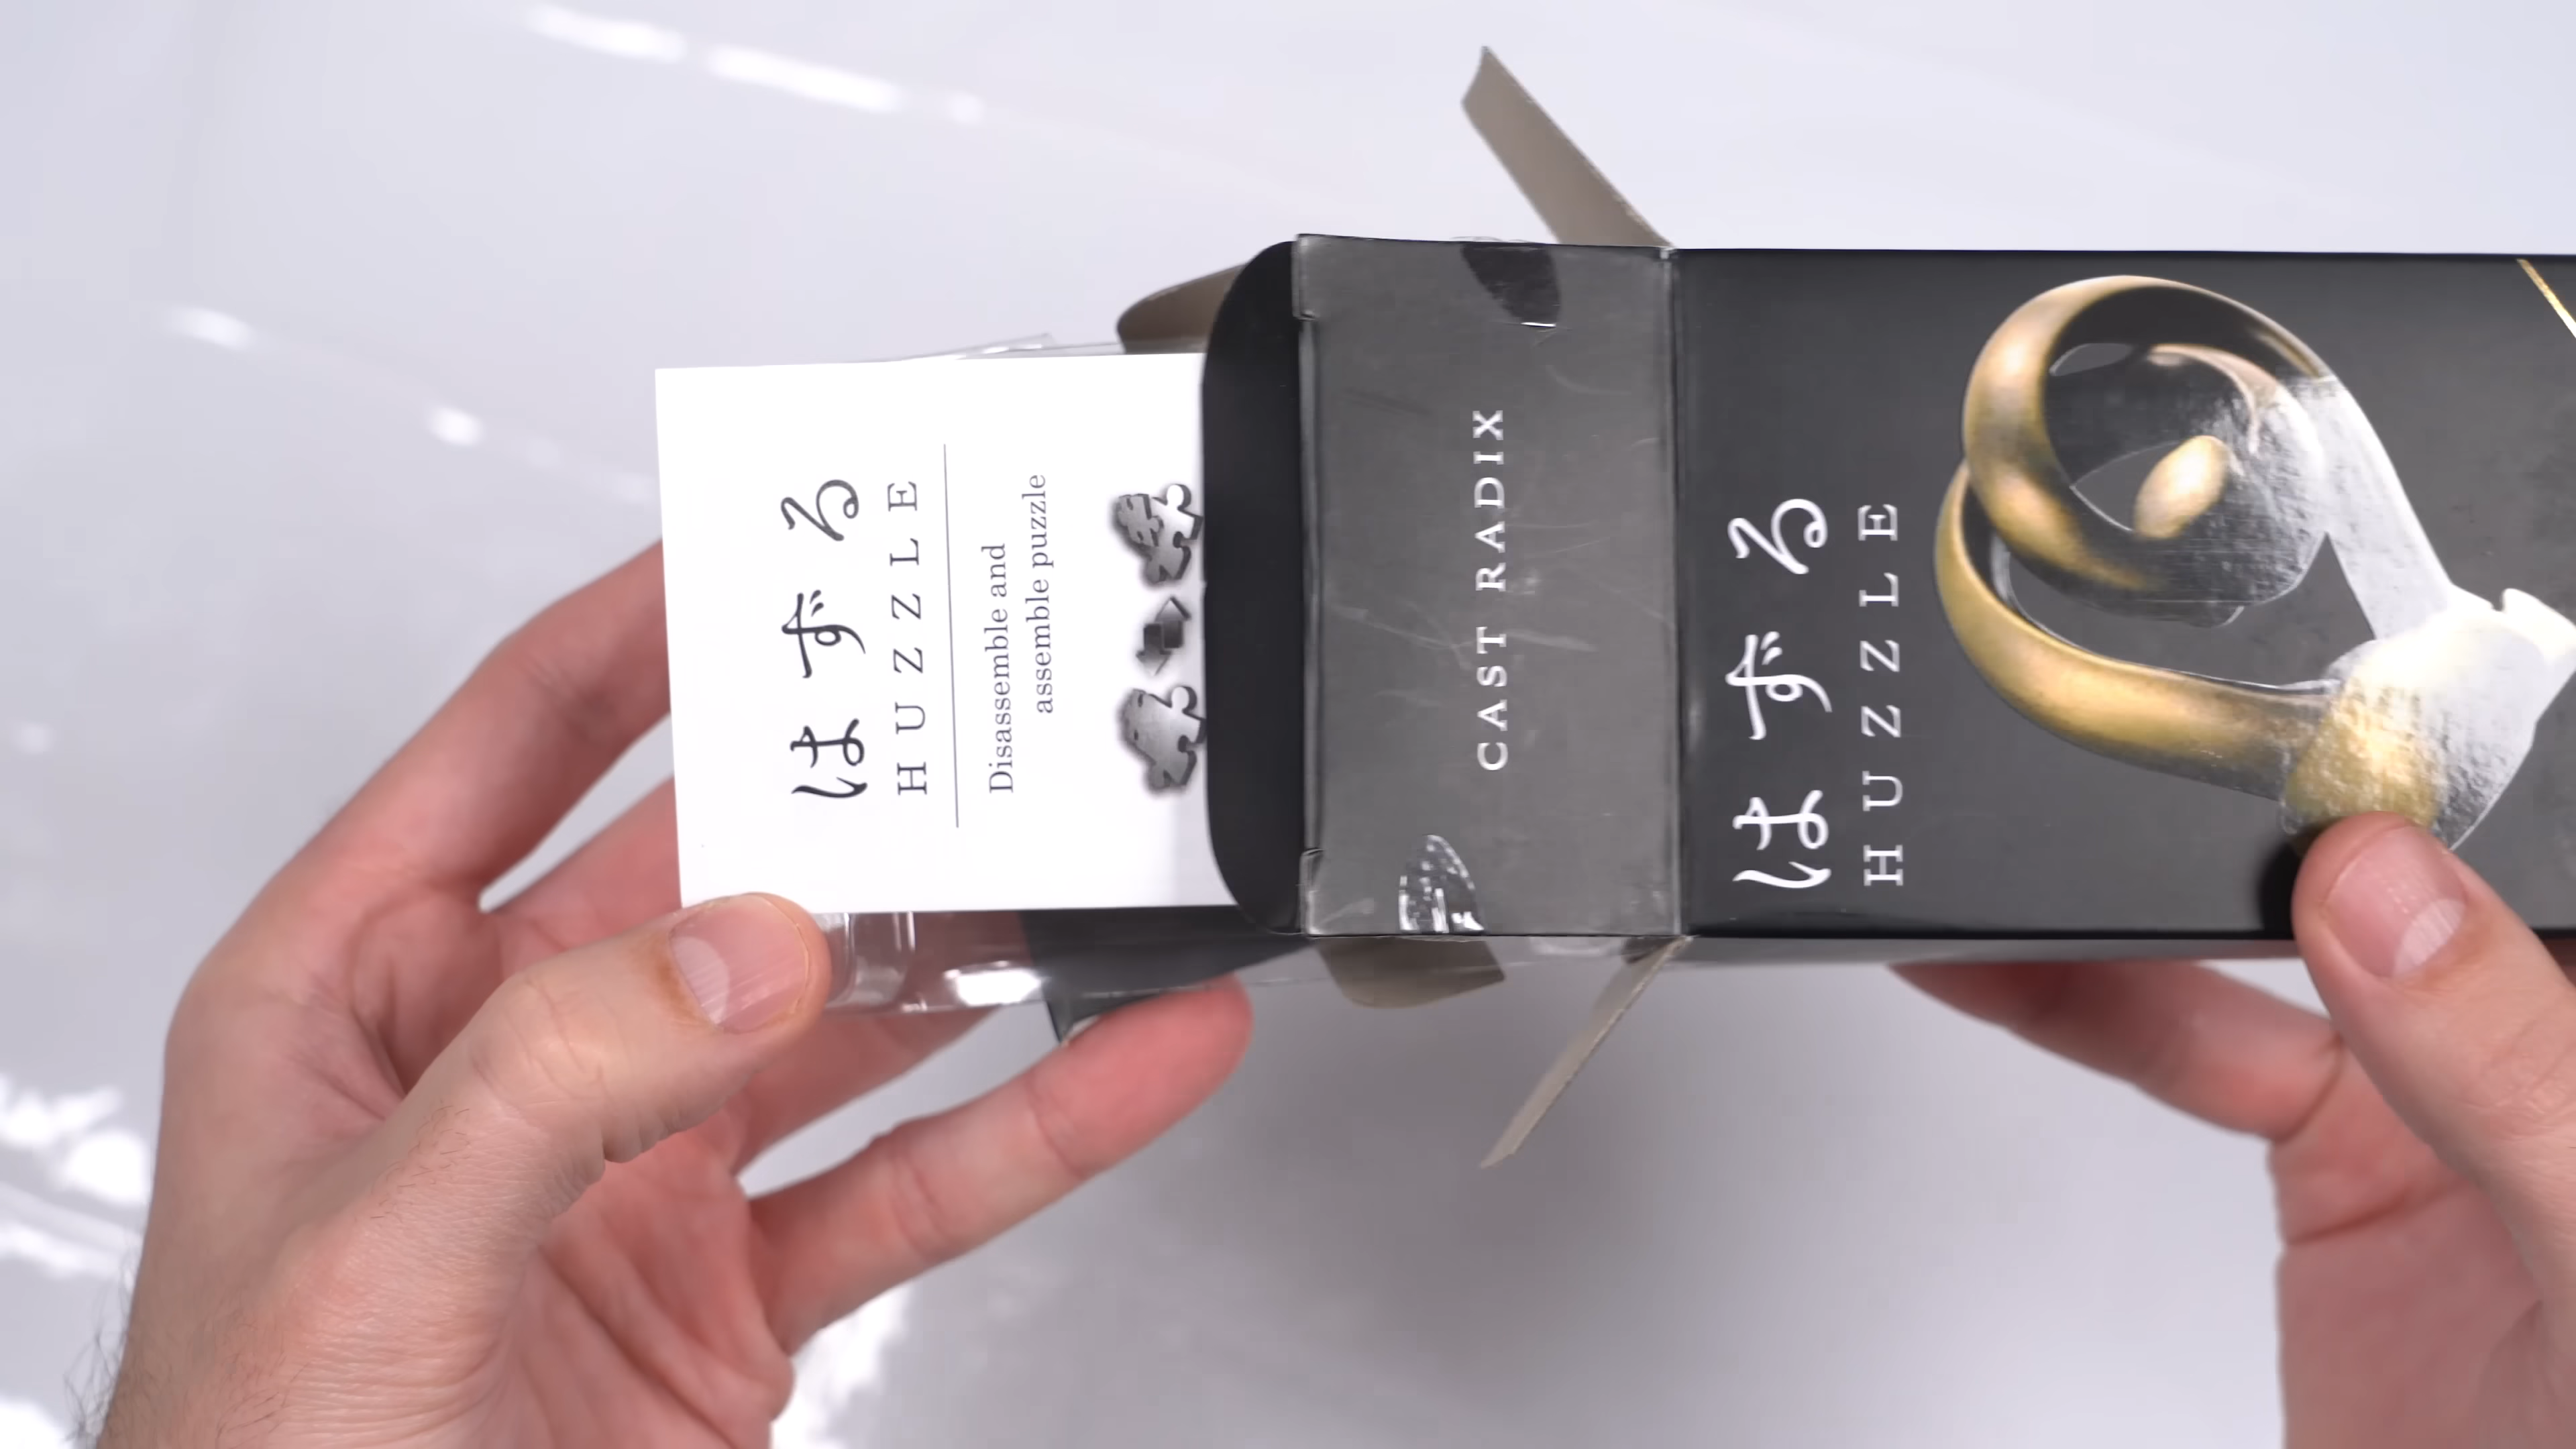 はずる
HUZZLE
Disassemble and
assemble puzzle
CAST RADIX
はずる
HUZZLE